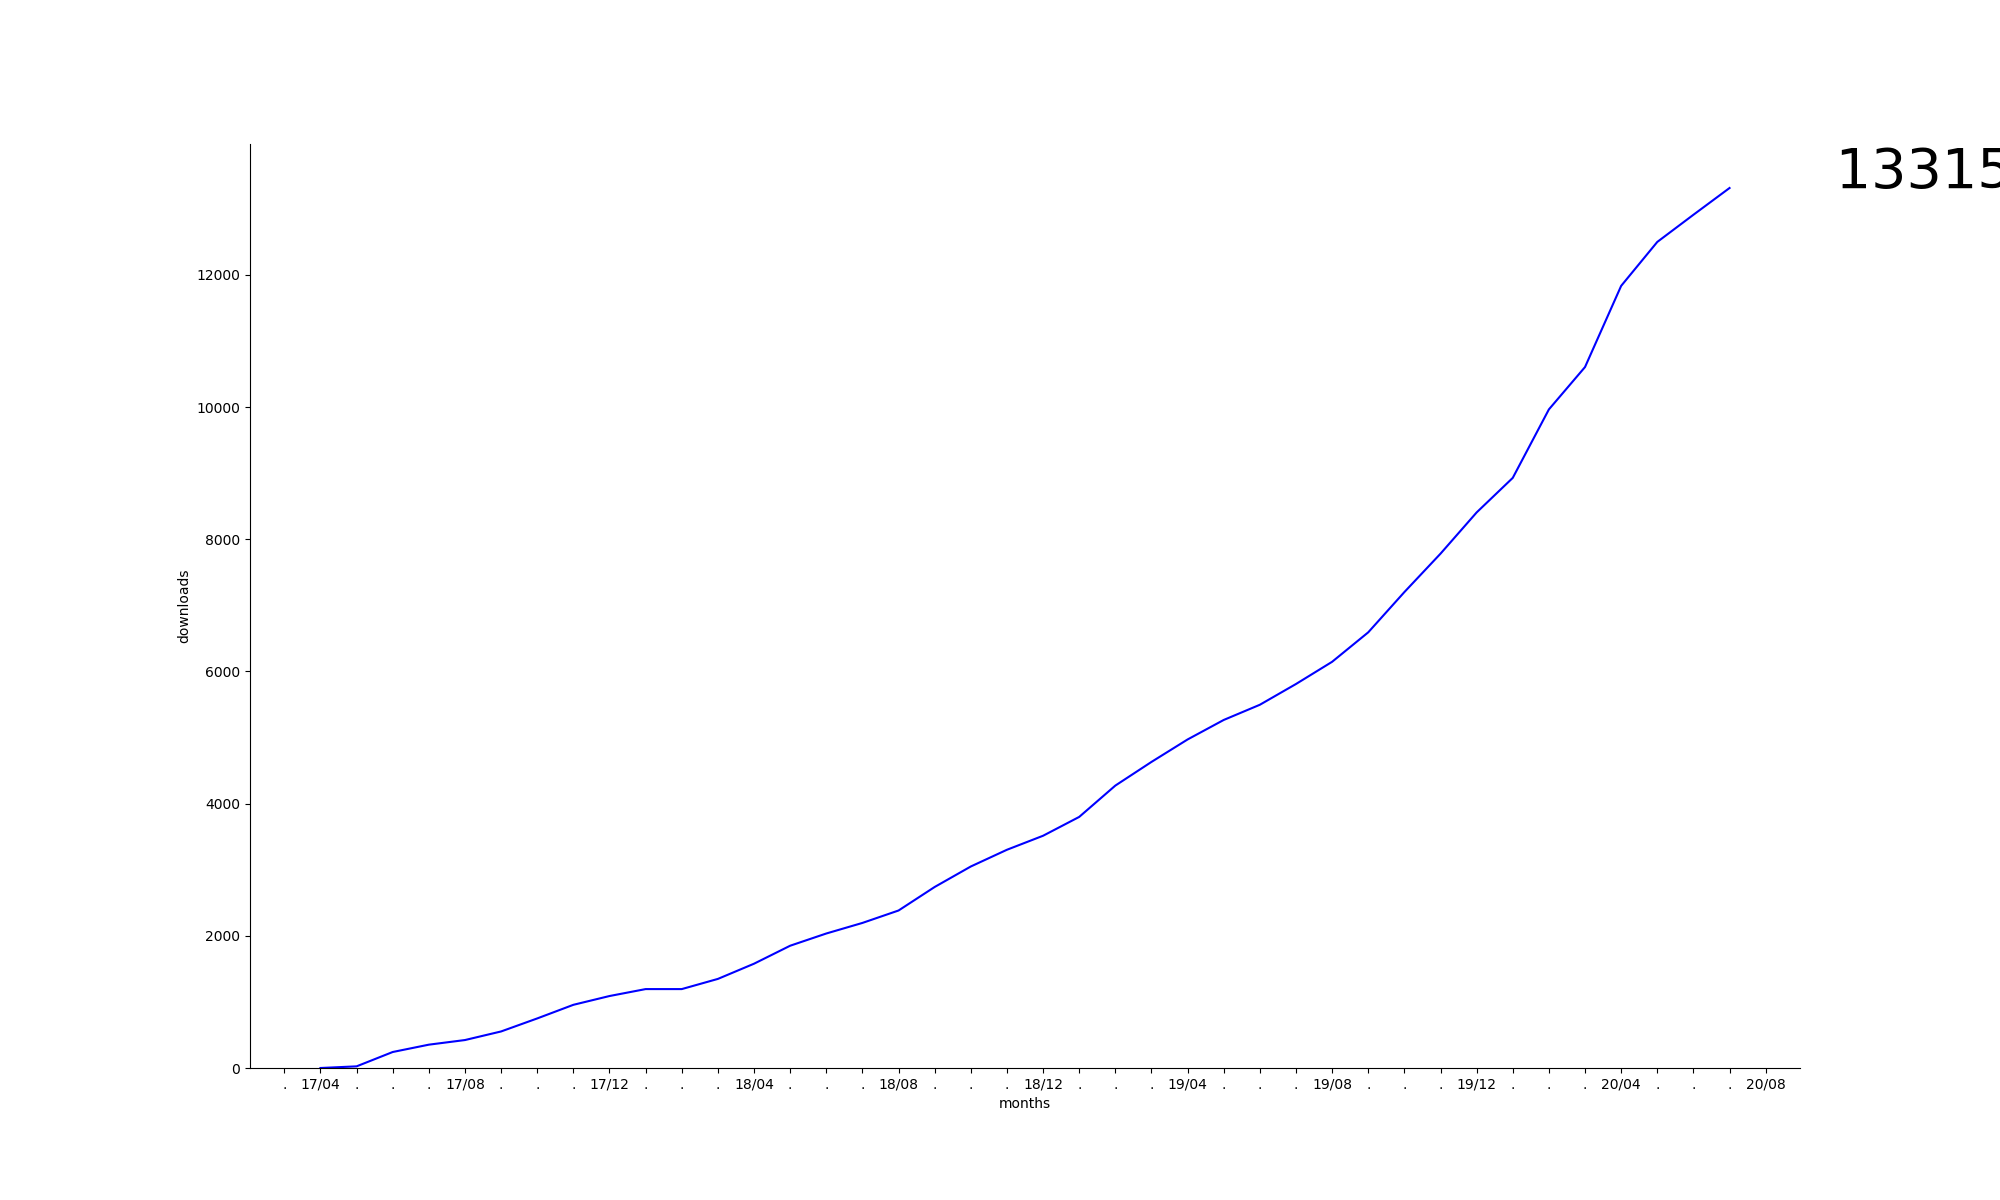 13315
12000
10000
8000
6000
4000
2000
0
downloads
. 17/04 . . . 17/08 . . . 17/12 . . . 18/04 . . . 18/08 . . . 18/12 . . . 19/04 . . . 19/08 . . . 19/12 . . . 20/04 . . . 20/08
months